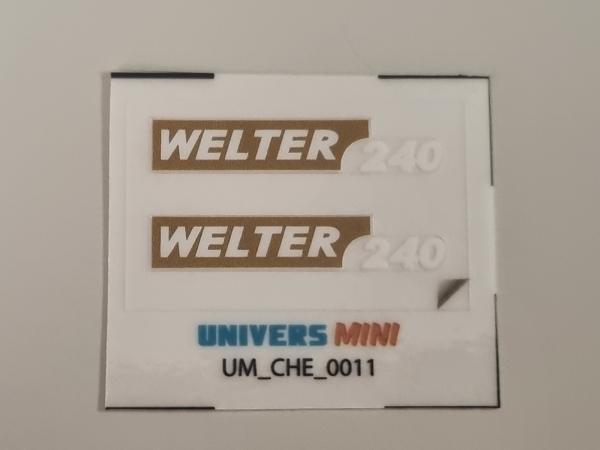 WELTER 240
WELTER 240
UNIVERS MINI
UM_CHE_0011